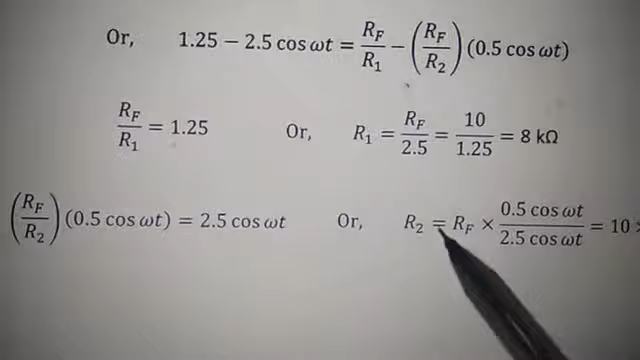 Or, 1.25 − 2.5 cos ωt = R_F/R_1 − (R_F/R_2) (0.5 cos ωt)
R_F/R_1 = 1.25 Or, R_1 = R_F/2.5 = 10/1.25 = 8 kΩ
(R_F/R_2) (0.5 cos ωt) = 2.5 cos ωt Or, R_2 = R_F × 0.5 cos ωt/2.5 cos ωt = 10 ×